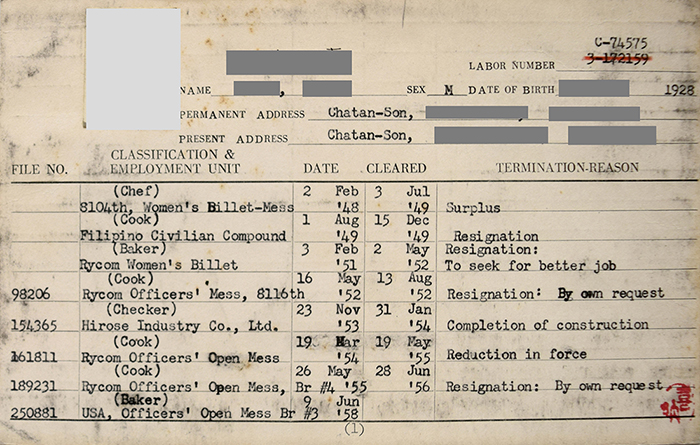 C-74575
LABOR NUMBER 3-172159
NAME , SEX M DATE OF BIRTH 1928
PERMANENT ADDRESS Chatan-Son,
PRESENT ADDRESS Chatan-Son,
FILE NO. CLASSIFICATION & EMPLOYMENT UNIT DATE CLEARED TERMINATION-REASON
(Chef) 2 Feb 3 Jul
8104th, Women's Billet-Mess '48 '49 Surplus
(Cook) 1 Aug 15 Dec
Filipino Civilian Compound '49 '49 Resignation
(Baker) 3 Feb 2 May Resignation:
Rycom Women's Billet '51 '52 To seek for better job
(Cook) 16 May 13 Aug
98206 Rycom Officers' Mess, 8116th '52 '52 Resignation: By own request
(Checker) 23 Nov 31 Jan
154365 Hirose Industry Co., Ltd. '53 '54 Completion of construction
(Cook) 19 Mar 19 May
161811 Rycom Officers' Open Mess '54 '55 Reduction in force
(Cook) 26 May 28 Jun
189231 Rycom Officers' Open Mess, Br #4 '55 '56 Resignation: By own request
(Baker) 9 Jun
250881 USA, Officers' Open Mess Br #3 '58
(1)